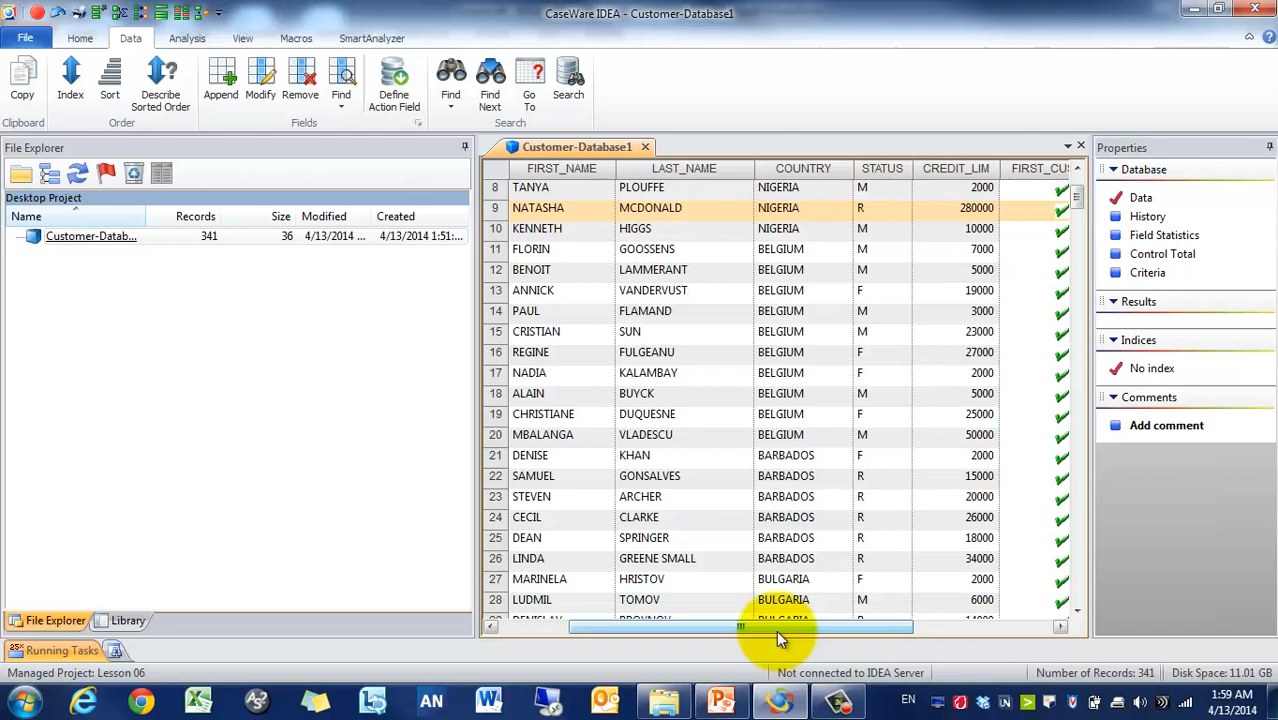 CaseWare IDEA - Customer-Database1
File Home Data Analysis View Macros SmartAnalyzer
Copy Index Sort Describe Sorted Order Append Modify Remove Find Define Action Field Find Find Next Go To Search
Clipboard Order Fields Search
File Explorer
Desktop Project
Name Records Size Modified Created
Customer-Datab... 341 36 4/13/2014 ... 4/13/2014 1:51:...
File Explorer Library
Customer-Database1
FIRST_NAME LAST_NAME COUNTRY STATUS CREDIT_LIM FIRST_CUS
8 TANYA PLOUFFE NIGERIA M 2000
9 NATASHA MCDONALD NIGERIA R 280000
10 KENNETH HIGGS NIGERIA M 10000
11 FLORIN GOOSSENS BELGIUM M 7000
12 BENOIT LAMMERANT BELGIUM M 5000
13 ANNICK VANDERVUST BELGIUM F 19000
14 PAUL FLAMAND BELGIUM M 3000
15 CRISTIAN SUN BELGIUM M 23000
16 REGINE FULGEANU BELGIUM F 27000
17 NADIA KALAMBAY BELGIUM F 2000
18 ALAIN BUYCK BELGIUM M 5000
19 CHRISTIANE DUQUESNE BELGIUM F 25000
20 MBALANGA VLADESCU BELGIUM M 50000
21 DENISE KHAN BARBADOS F 2000
22 SAMUEL GONSALVES BARBADOS R 15000
23 STEVEN ARCHER BARBADOS R 20000
24 CECIL CLARKE BARBADOS R 26000
25 DEAN SPRINGER BARBADOS R 18000
26 LINDA GREENE SMALL BARBADOS R 34000
27 MARINELA HRISTOV BULGARIA F 2000
28 LUDMIL TOMOV BULGARIA M 6000
Properties
Database
Data
History
Field Statistics
Control Total
Criteria
Results
Indices
No index
Comments
Add comment
Running Tasks
Managed Project: Lesson 06 Not connected to IDEA Server Number of Records: 341 Disk Space: 11.01 GB
AN EN 1:59 AM
4/13/2014